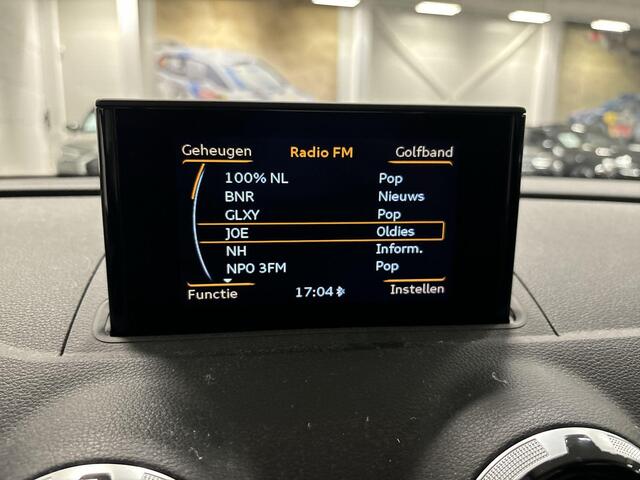 Geheugen Radio FM Golfband
100% NL Pop
BNR Nieuws
GLXY Pop
JOE Oldies
NH Inform.
NPO 3FM Pop
Functie 17:04 Instellen